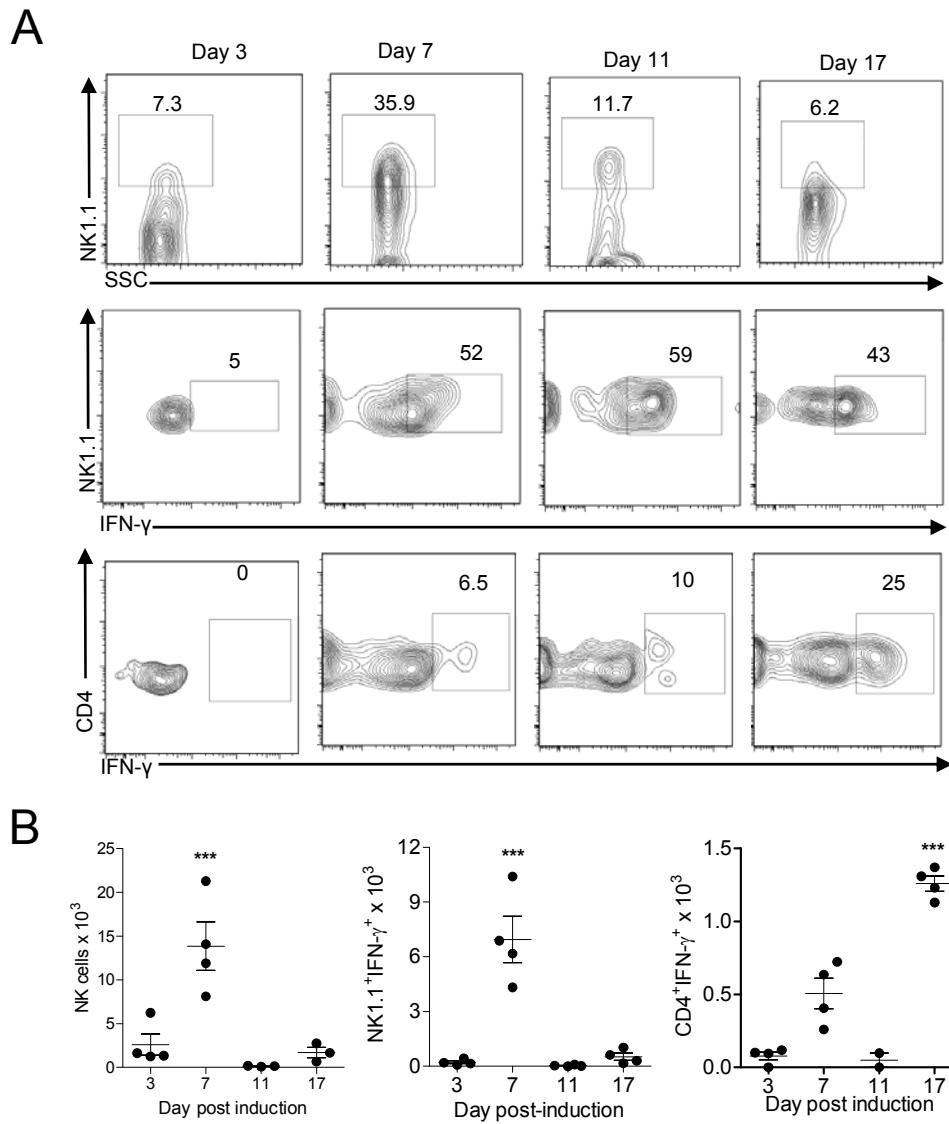 A
Day 3
Day 7
Day 11
Day 17
7.3
35.9
11.7
6.2
NK1.1
SSC
5
52
59
43
NK1.1
IFN-γ
0
6.5
10
25
CD4
IFN-γ
B
25
20
15
10
5
0
***
NK cells x 10³
3 7 11 17
Day post induction
12
9
6
3
0
***
NK1.1⁺IFN-γ⁺ x 10³
3 7 11 17
Day post-induction
1.5
1.0
0.5
0.0
***
CD4⁺IFN-γ⁺ x 10³
3 7 11 17
Day post induction